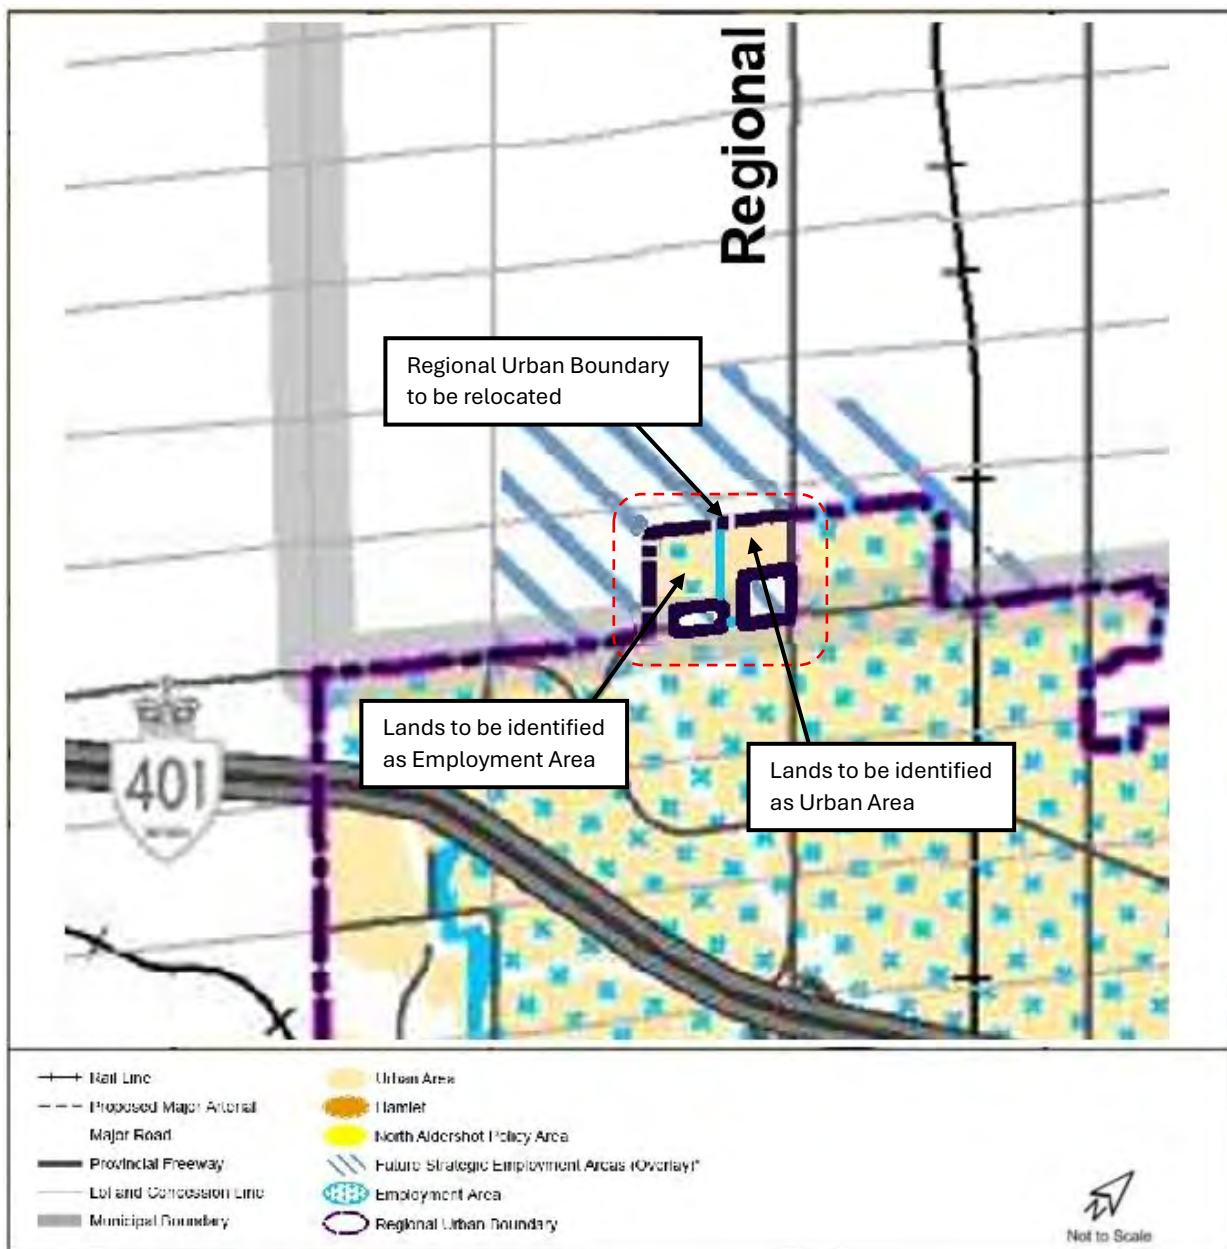 Regional
Regional Urban Boundary
to be relocated
Lands to be identified
as Employment Area
Lands to be identified
as Urban Area
401
Rail Line
Proposed Major Arterial
Major Road
Provincial Freeway
Lot and Concession Line
Municipal Boundary
Urban Area
Hamlet
North Aldershot Policy Area
Future Strategic Employment Areas (Overlay)*
Employment Area
Regional Urban Boundary
Not to Scale